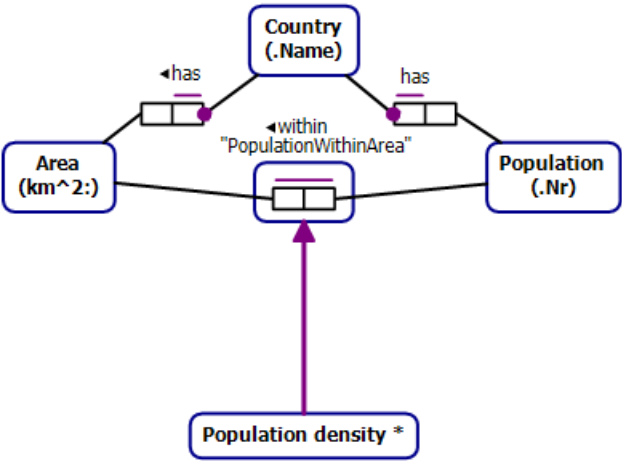 Country
(.Name)
◄has
has
◄within
"PopulationWithinArea"
Area
(km^2:)
Population
(.Nr)
Population density *